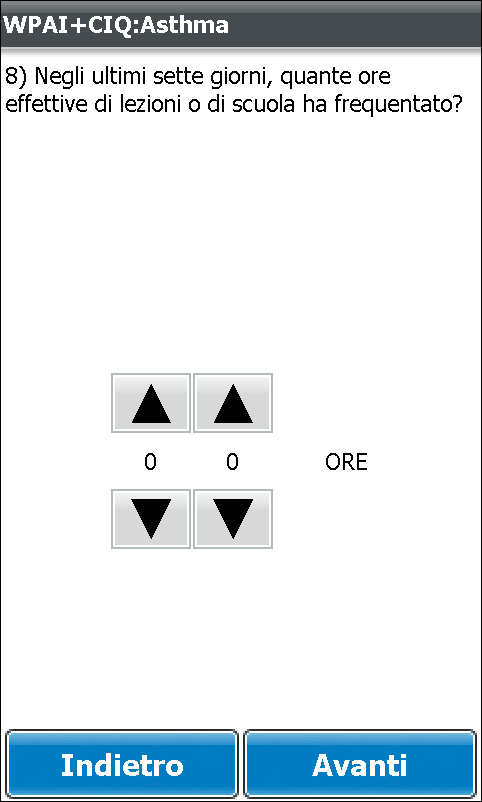 WPAI+CIQ:Asthma
8) Negli ultimi sette giorni, quante ore
effettive di lezioni o di scuola ha frequentato?
0 0 ORE
Indietro Avanti